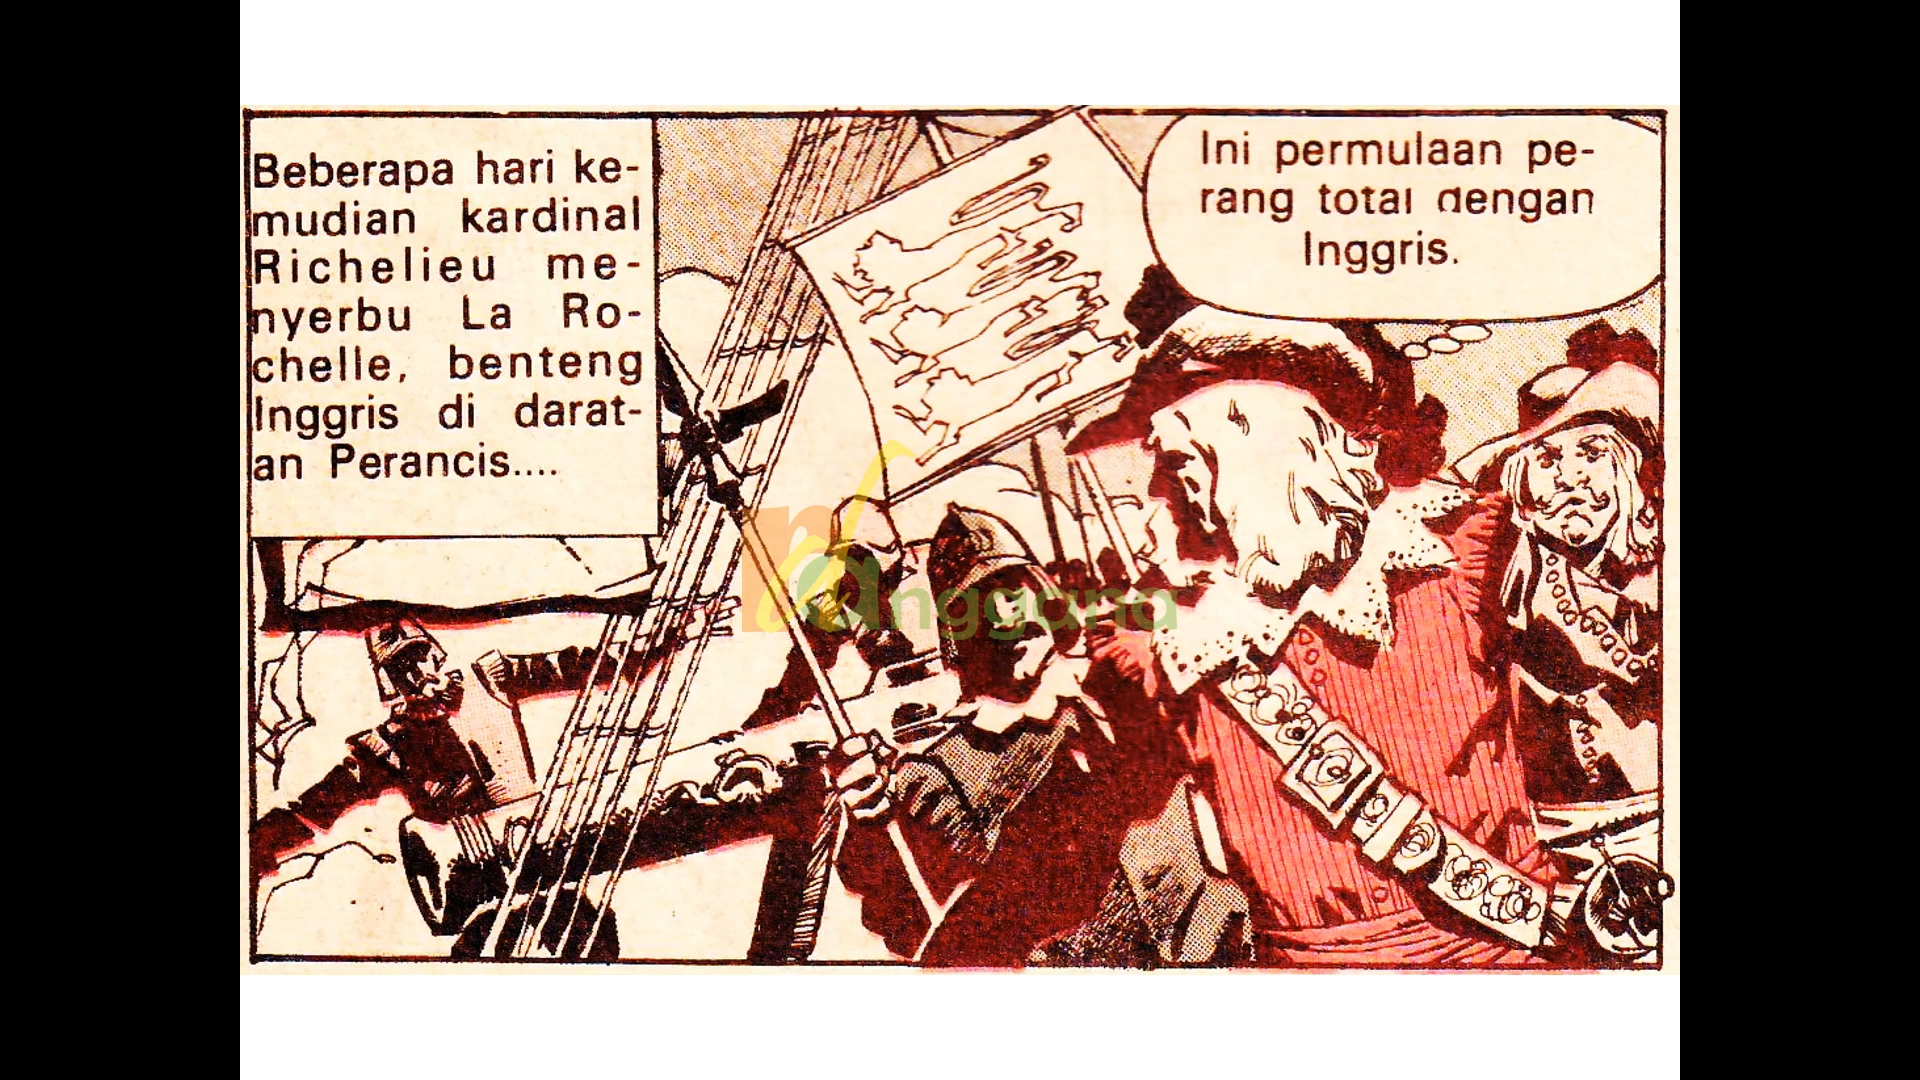 Beberapa hari ke-
mudian kardinal
Richelieu me-
nyerbu La Ro-
chelle, benteng
Inggris di darat-
an Perancis....
Ini permulaan pe-
rang total dengan
Inggris.
anggana